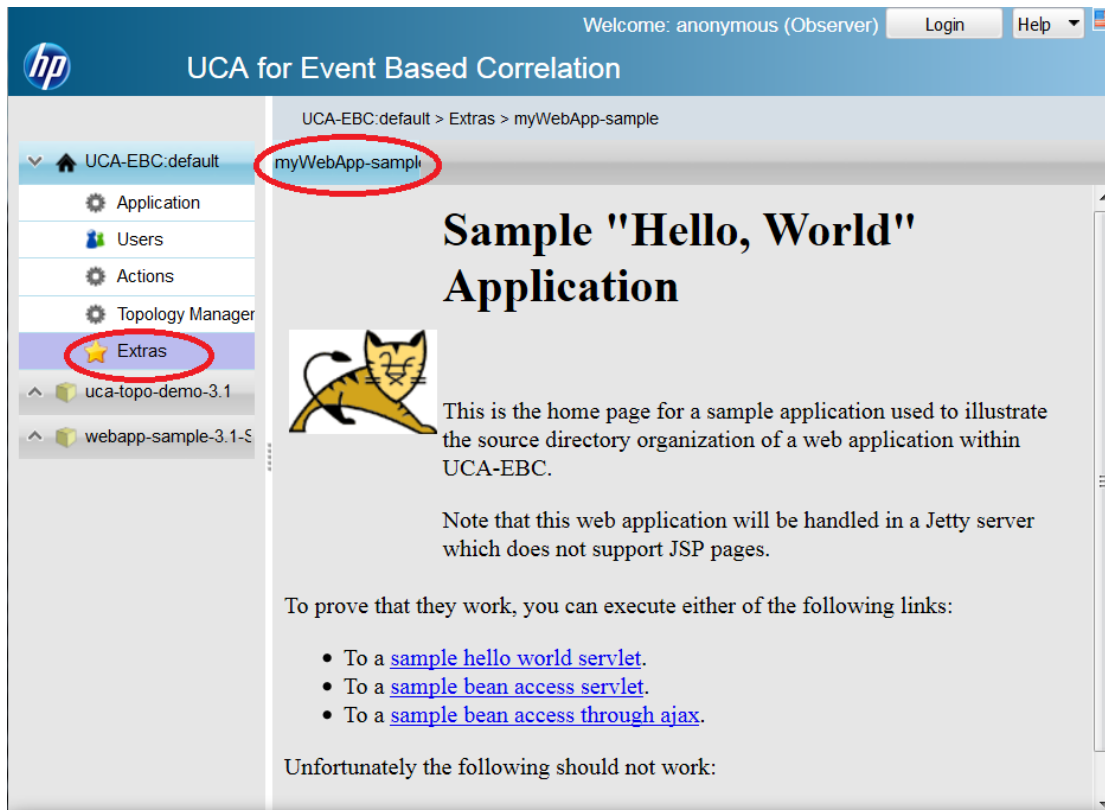 Welcome: anonymous (Observer) Login Help
hp UCA for Event Based Correlation
UCA-EBC:default > Extras > myWebApp-sample
UCA-EBC:default
myWebApp-sample
Application
Users
Actions
Topology Manager
Extras
uca-topo-demo-3.1
webapp-sample-3.1-S
Sample "Hello, World"
Application
This is the home page for a sample application used to illustrate
the source directory organization of a web application within
UCA-EBC.
Note that this web application will be handled in a Jetty server
which does not support JSP pages.
To prove that they work, you can execute either of the following links:
• To a sample hello world servlet.
• To a sample bean access servlet.
• To a sample bean access through ajax.
Unfortunately the following should not work: